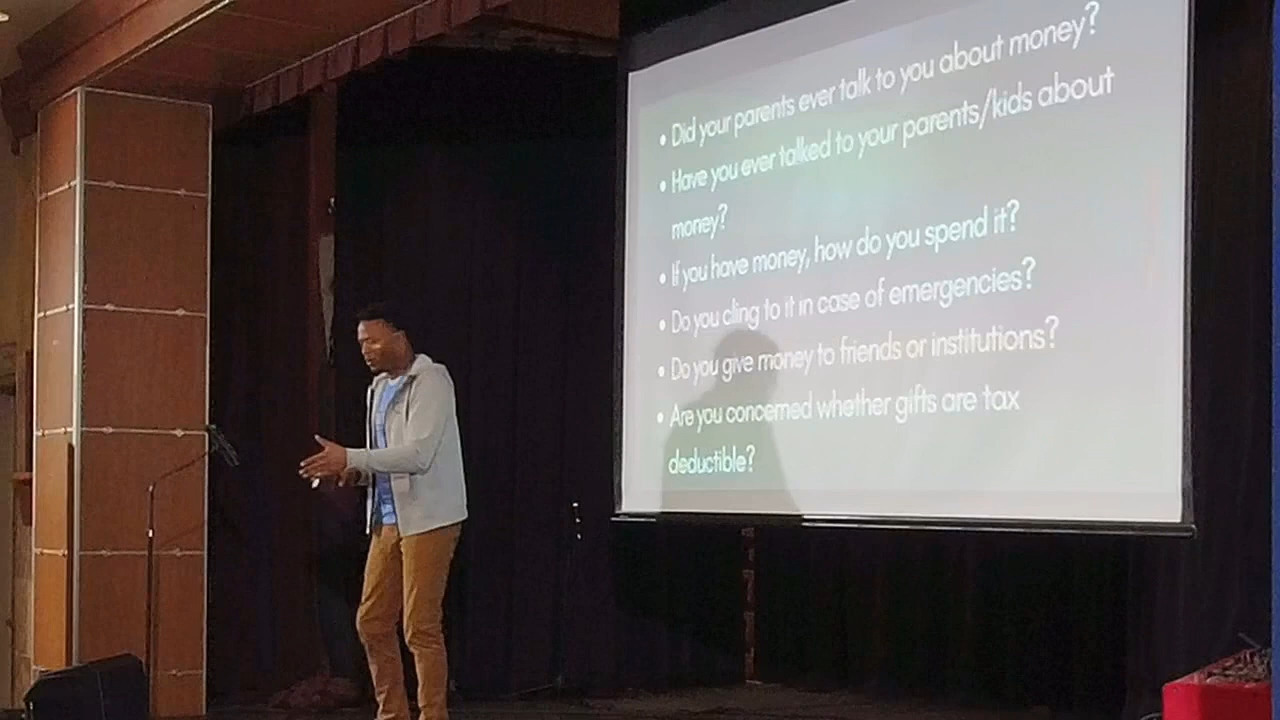 • Did your parents ever talk to you about money?
• Have you ever talked to your parents/kids about
money?
• If you have money, how do you spend it?
• Do you cling to it in case of emergencies?
• Do you give money to friends or institutions?
• Are you concerned whether gifts are tax
deductible?